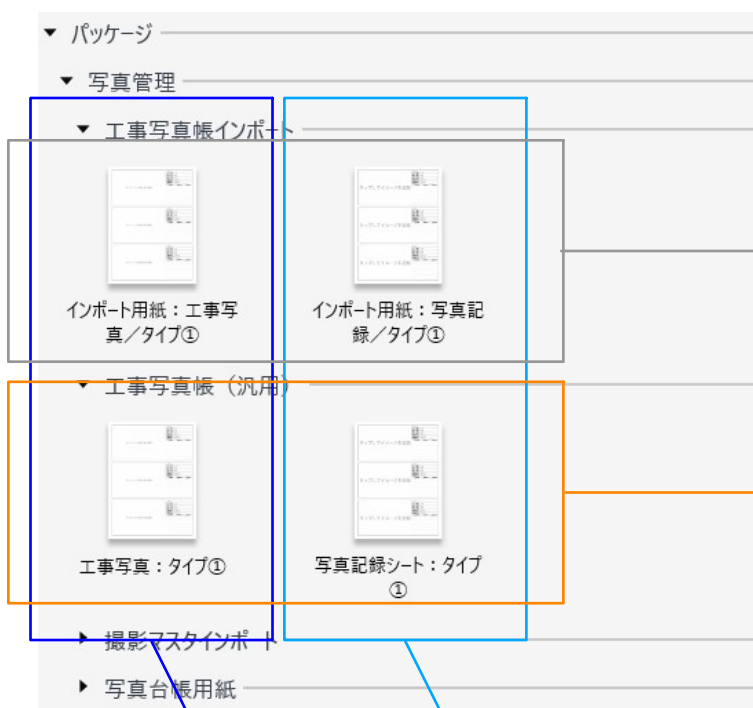 パッケージ
写真管理
工事写真帳インポート
インポート用紙：工事写
真／タイプ①
インポート用紙：写真記
録／タイプ①
工事写真帳（汎用）
工事写真：タイプ①
写真記録シート：タイプ
①
撮影マスタインポート
写真台帳用紙